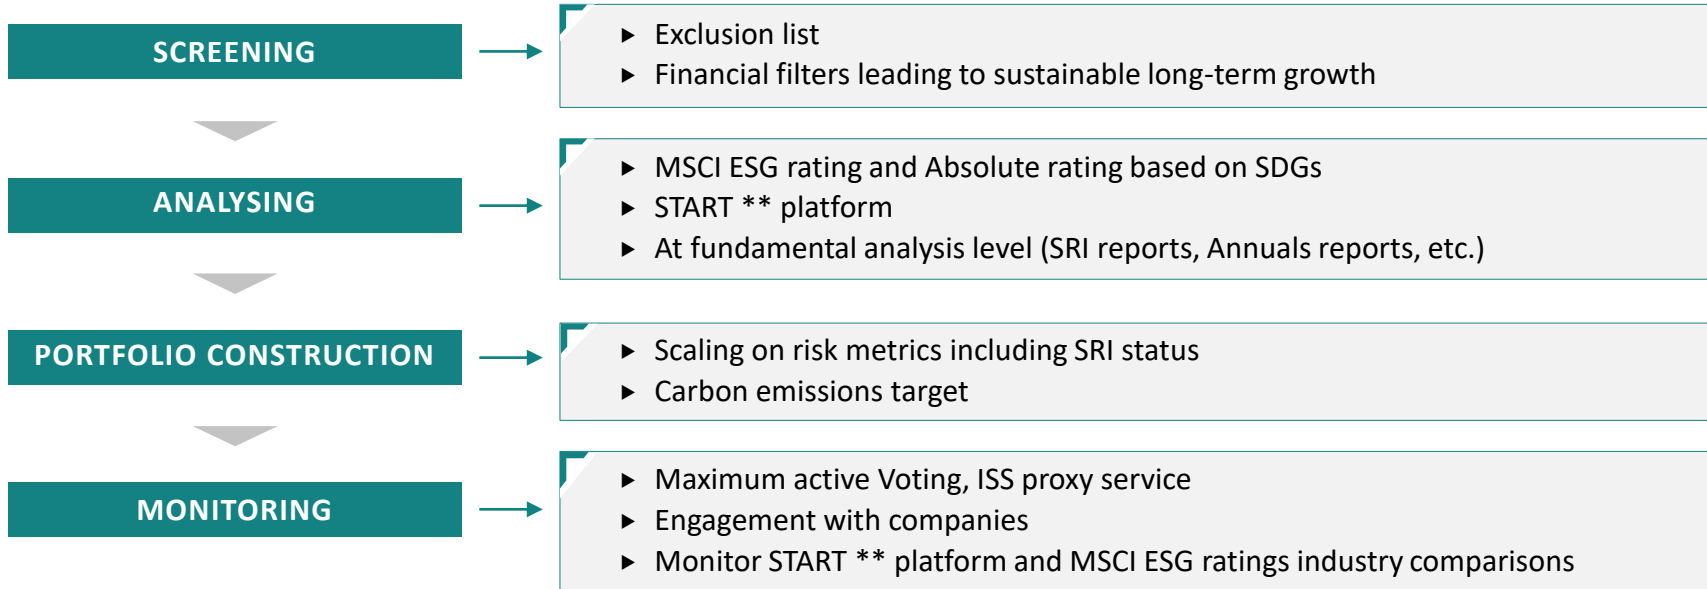 SCREENING
▸ Exclusion list
▸ Financial filters leading to sustainable long-term growth
ANALYSING
▸ MSCI ESG rating and Absolute rating based on SDGs
▸ START ** platform
▸ At fundamental analysis level (SRI reports, Annuals reports, etc.)
PORTFOLIO CONSTRUCTION
▸ Scaling on risk metrics including SRI status
▸ Carbon emissions target
MONITORING
▸ Maximum active Voting, ISS proxy service
▸ Engagement with companies
▸ Monitor START ** platform and MSCI ESG ratings industry comparisons